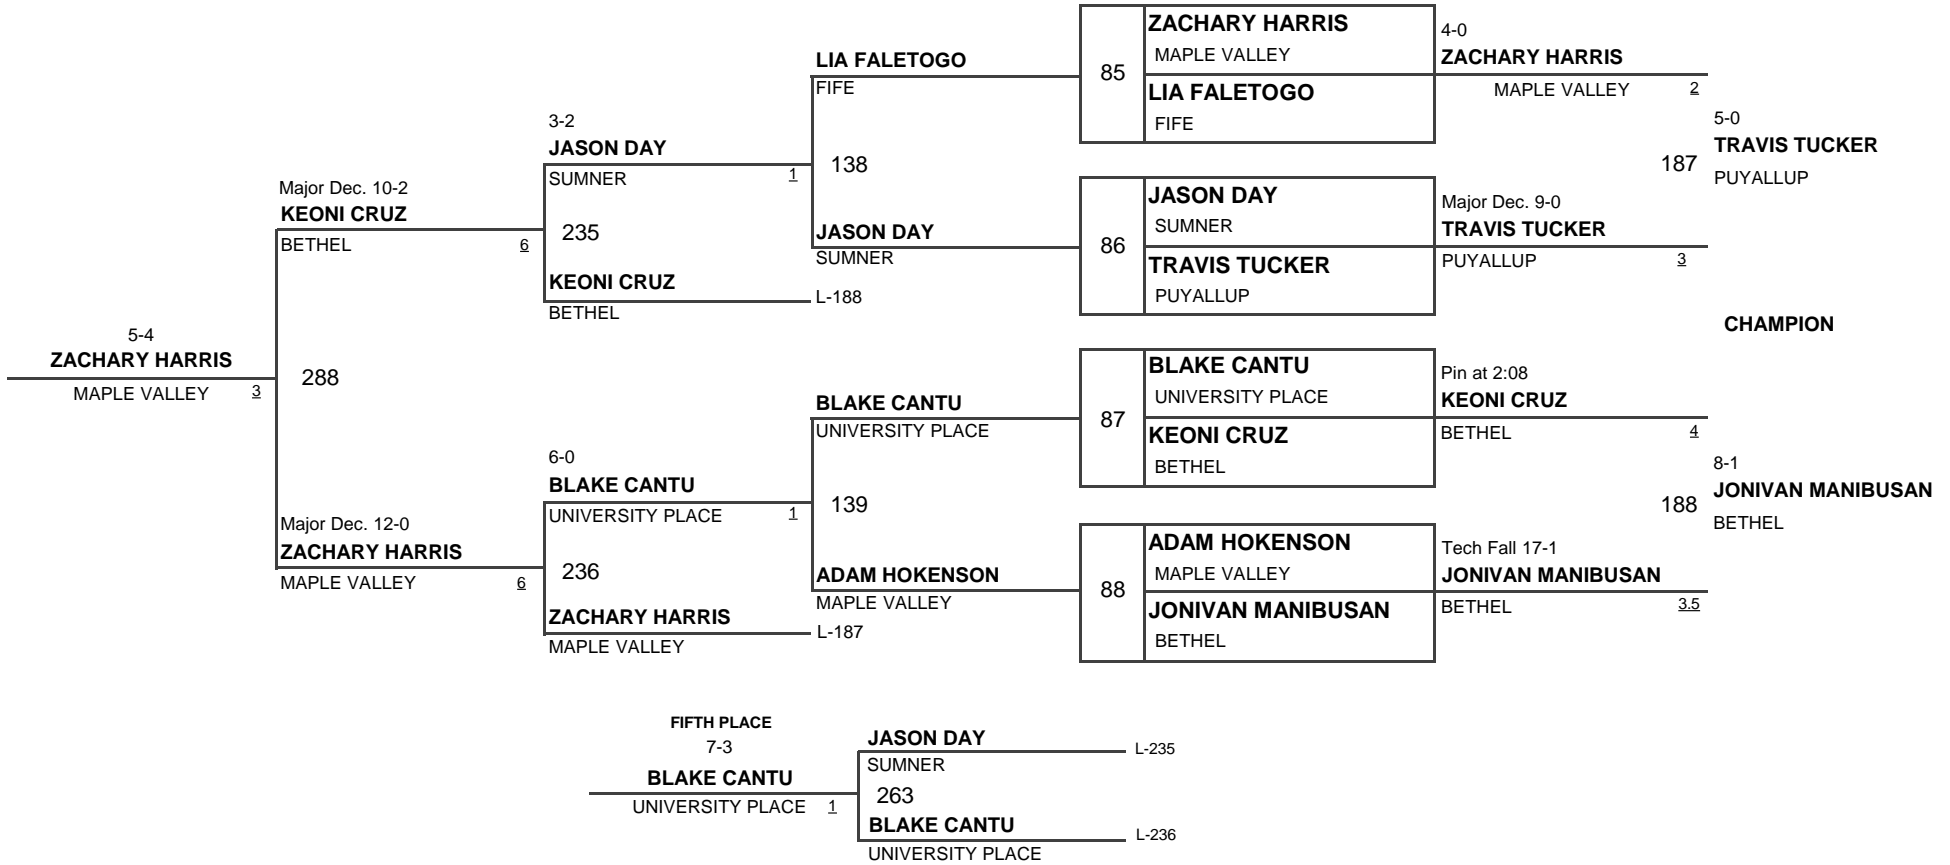 ZACHARY HARRIS
4-0
LIA FALETOGO
MAPLE VALLEY
ZACHARY HARRIS
85
FIFE
LIA FALETOGO
MAPLE VALLEY
2
3-2
FIFE
5-0
JASON DAY
TRAVIS TUCKER
138
187
SUMNER
1
PUYALLUP
Major Dec. 10-2
JASON DAY
Major Dec. 9-0
KEONI CRUZ
SUMNER
TRAVIS TUCKER
235
JASON DAY
86
BETHEL
6
SUMNER
TRAVIS TUCKER
PUYALLUP
3
KEONI CRUZ
L-188
PUYALLUP
BETHEL
CHAMPION
5-4
ZACHARY HARRIS
BLAKE CANTU
Pin at 2:08
288
MAPLE VALLEY
3
UNIVERSITY PLACE
KEONI CRUZ
BLAKE CANTU
87
UNIVERSITY PLACE
KEONI CRUZ
BETHEL
4
6-0
BETHEL
8-1
BLAKE CANTU
JONIVAN MANIBUSAN
139
188
UNIVERSITY PLACE
1
BETHEL
Major Dec. 12-0
ADAM HOKENSON
Tech Fall 17-1
ZACHARY HARRIS
236
ADAM HOKENSON
MAPLE VALLEY
JONIVAN MANIBUSAN
88
MAPLE VALLEY
6
MAPLE VALLEY
JONIVAN MANIBUSAN
BETHEL
3.5
ZACHARY HARRIS
L-187
BETHEL
MAPLE VALLEY
FIFTH PLACE
7-3
JASON DAY
L-235
SUMNER
BLAKE CANTU
263
UNIVERSITY PLACE
1
BLAKE CANTU
L-236
UNIVERSITY PLACE